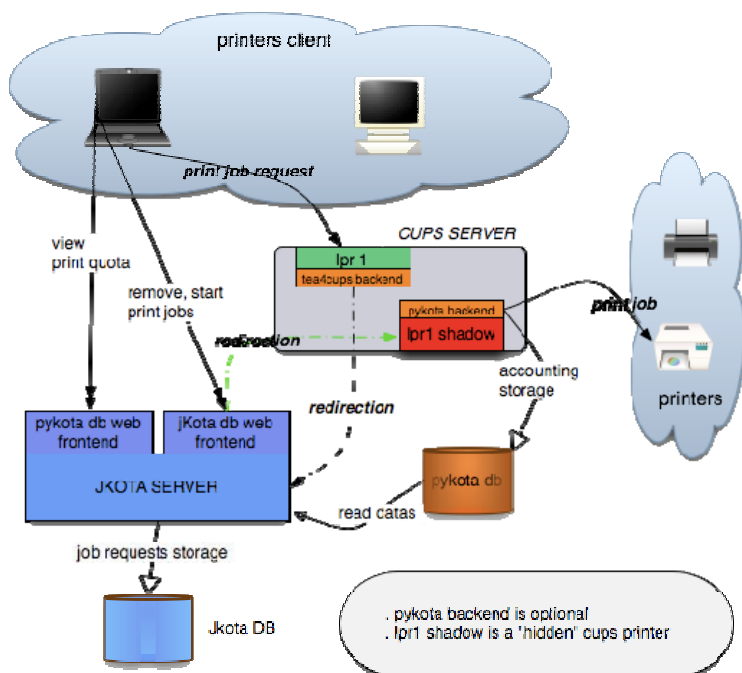 printers client
print job request
CUPS SERVER
view
print quota
remove, start
print jobs
lpr 1
tea4cups backend
pykota backend
lpr1 shadow
print job
redirection
accounting
storage
printers
redirection
pykota db web
frontend
jKota db web
frontend
JKOTA SERVER
pykota db
read datas
job requests storage
Jkota DB
. pykota backend is optional
. lpr1 shadow is a "hidden" cups printer